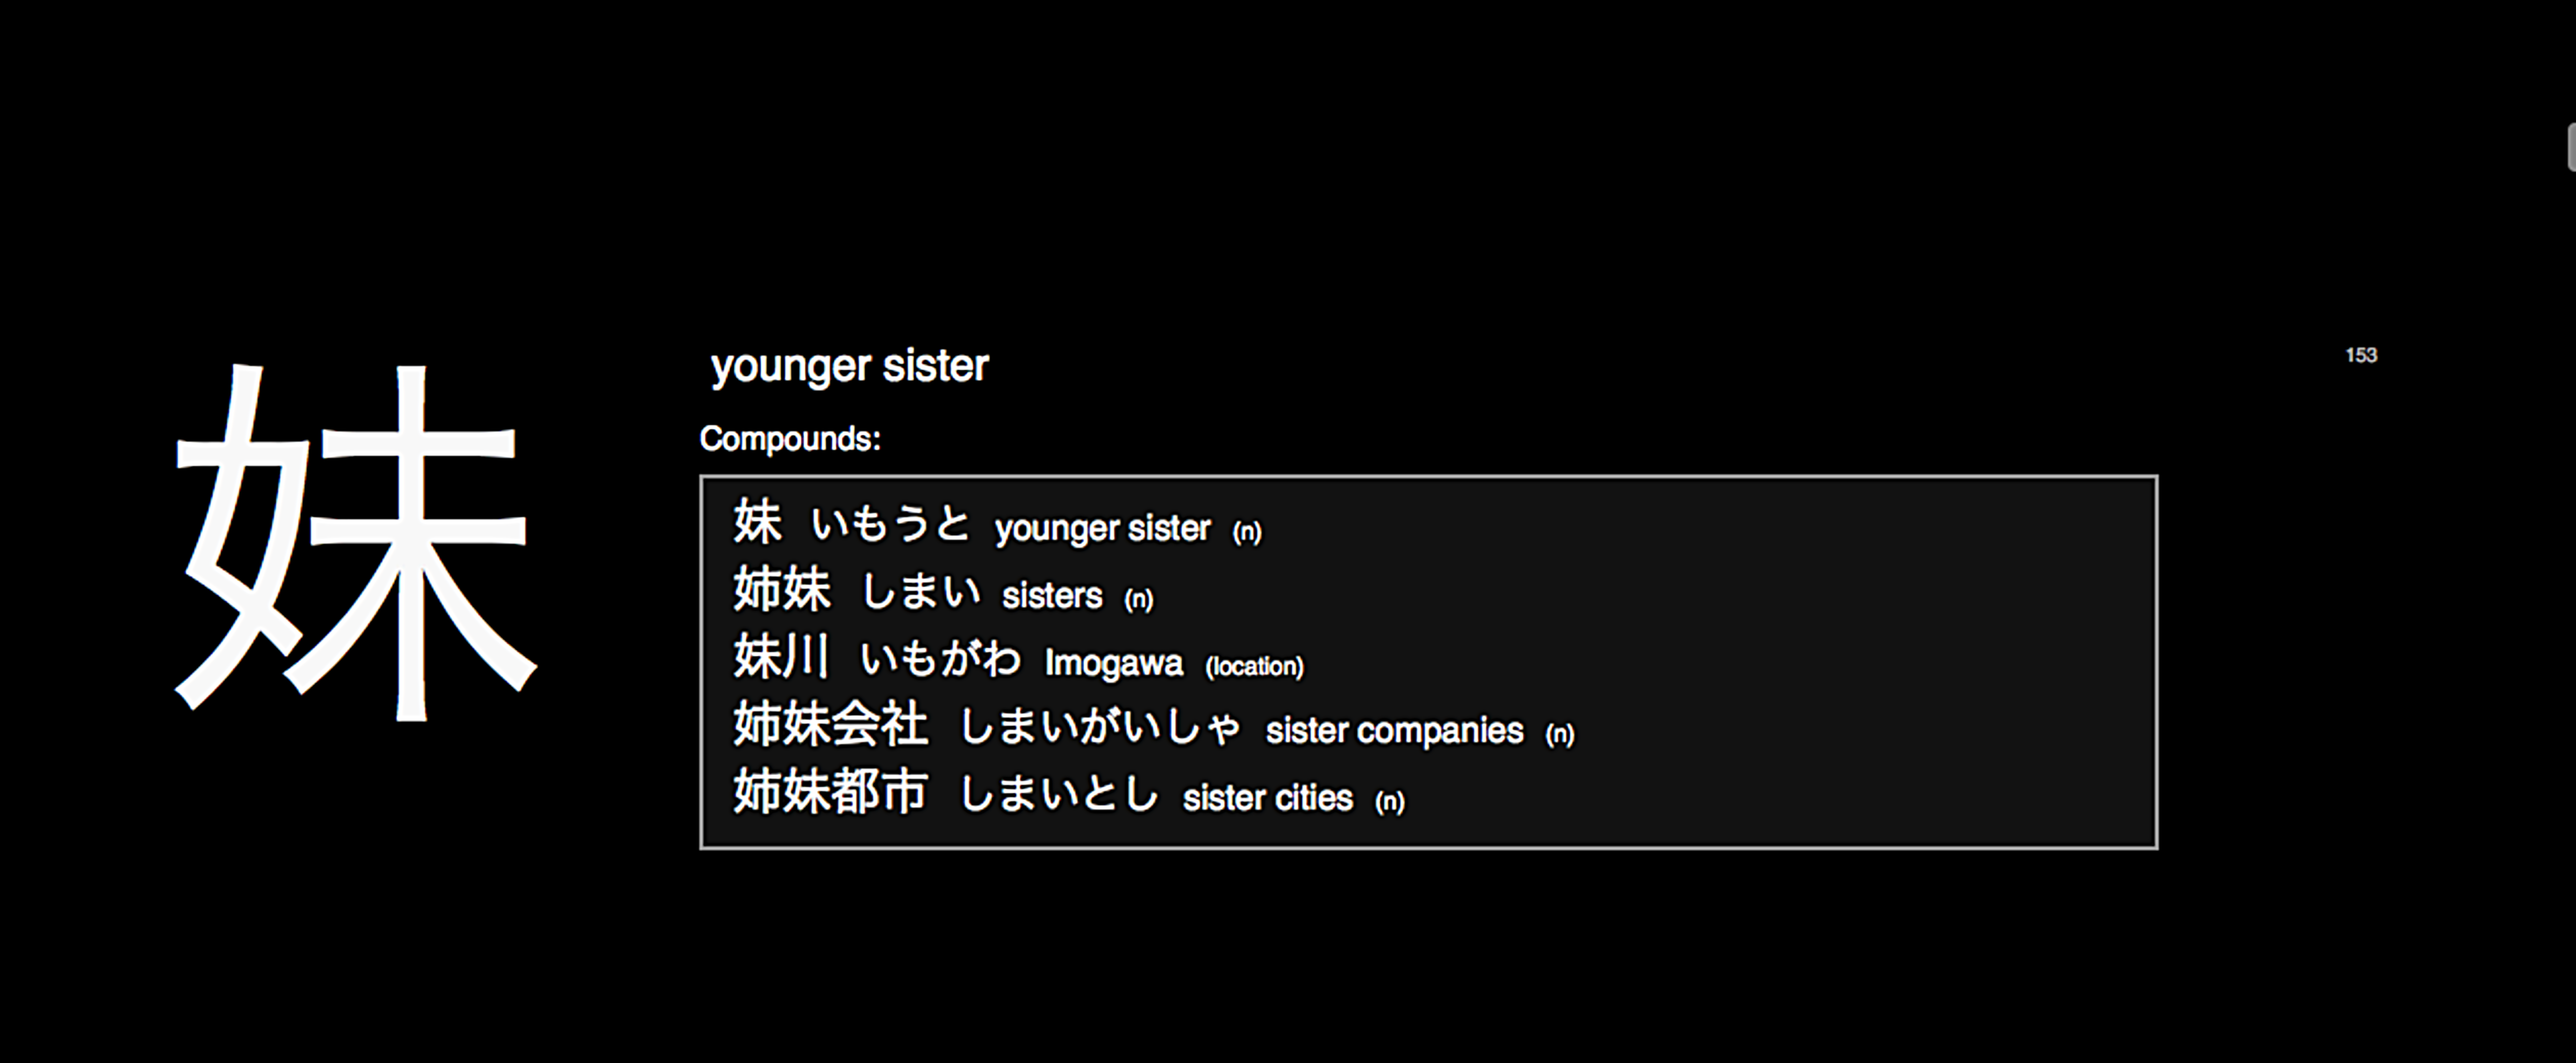 妹
younger sister
153
Compounds:
妹 いもうと younger sister (n)
姉妹 しまい sisters (n)
妹川 いもがわ Imogawa (location)
姉妹会社 しまいがいしゃ sister companies (n)
姉妹都市 しまいとし sister cities (n)